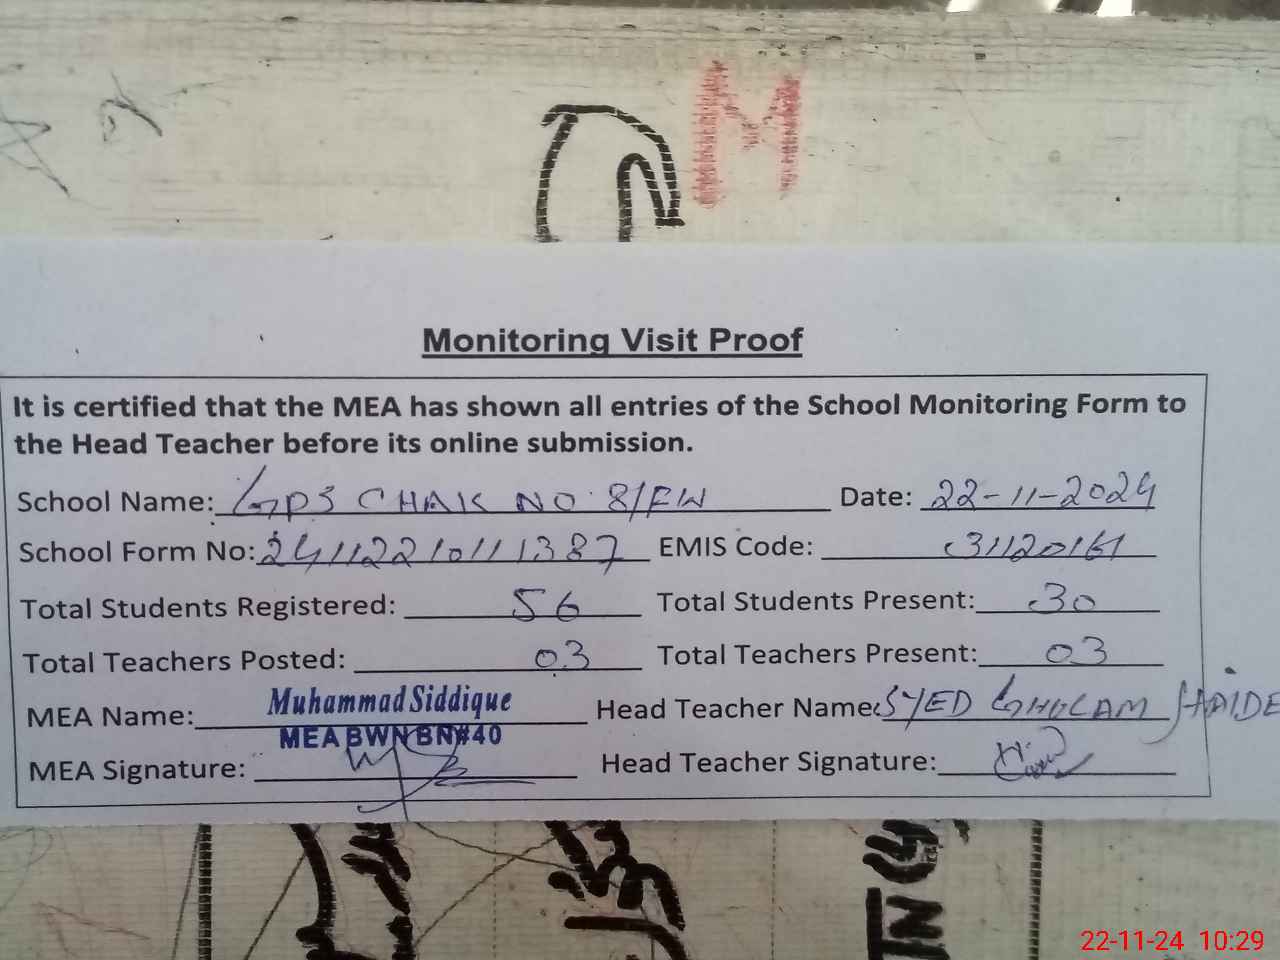 M
Monitoring Visit Proof
It is certified that the MEA has shown all entries of the School Monitoring Form to
the Head Teacher before its online submission.
School Name: GPS CHAK NO 8/FW Date: 22-11-2024
School Form No: 241122101111387 EMIS Code: 31120161
Total Students Registered: 56 Total Students Present: 30
Total Teachers Posted: 03 Total Teachers Present: 03
MEA Name: Muhammad Siddique Head Teacher Name: SYED GHULAM HAIDE
MEA BWN BN#40
MEA Signature: Head Teacher Signature:
22-11-24 10:29